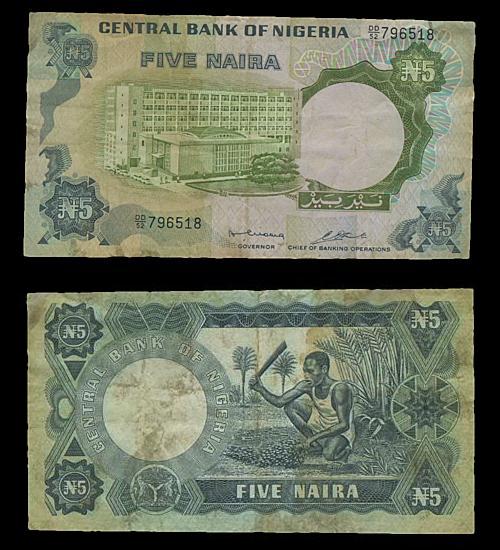 CENTRAL BANK OF NIGERIA
DD/52 796518
FIVE NAIRA
₦5
₦5
DD/52 796518
GOVERNOR
CHIEF OF BANKING OPERATIONS
₦5
₦5
₦5
CENTRAL BANK OF NIGERIA
₦5
FIVE NAIRA
₦5